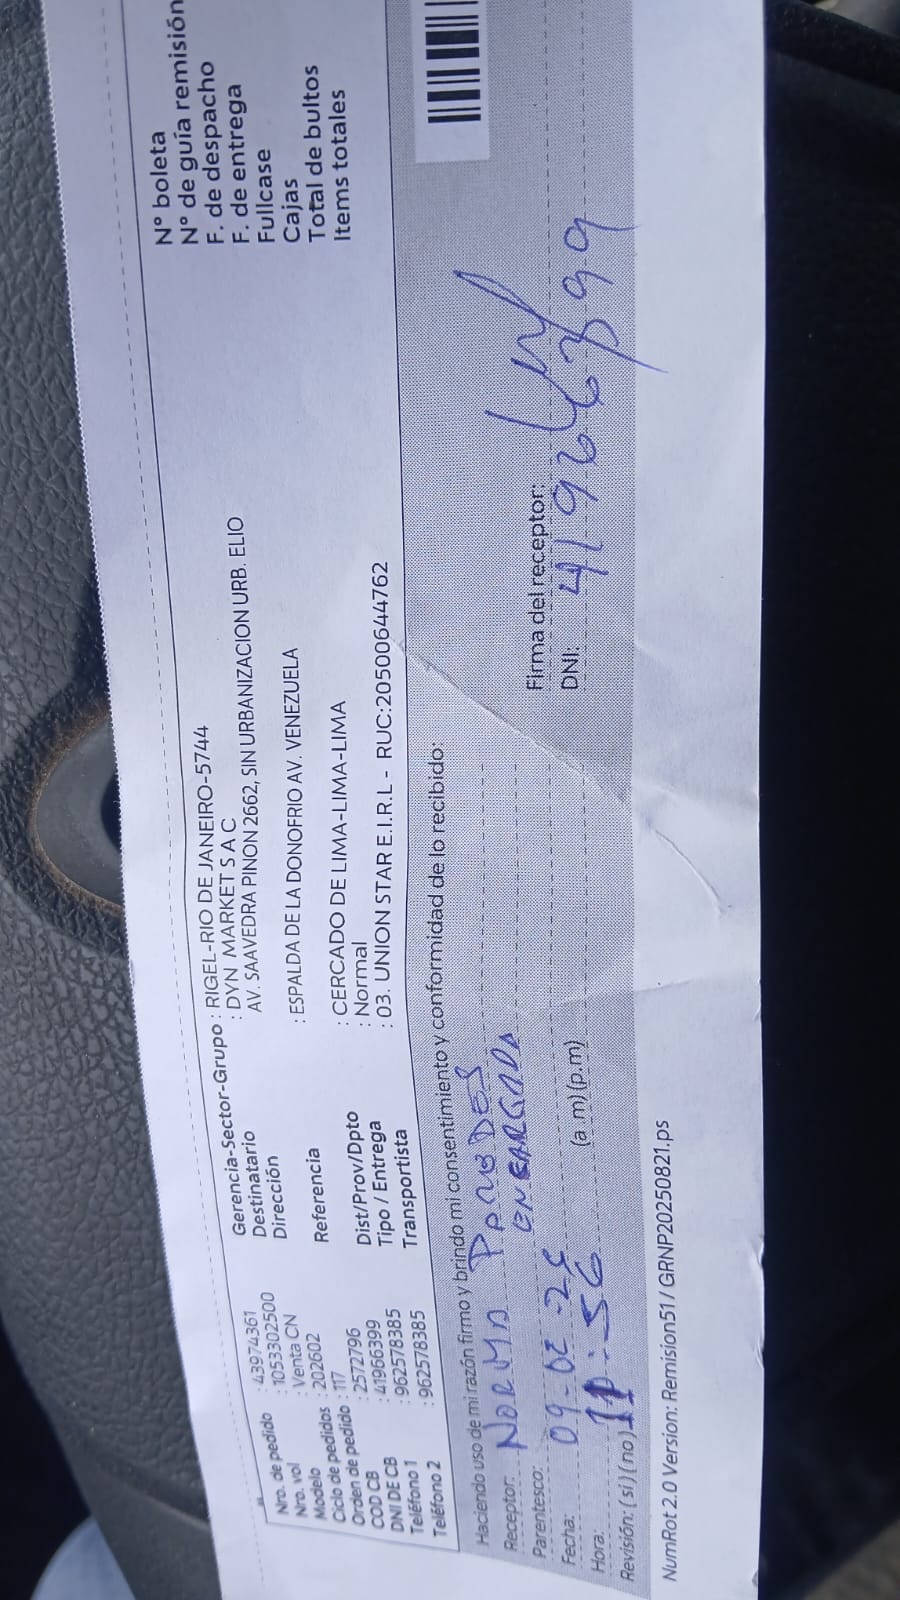 Nro. de pedido : 43974361
Nro. vol : 1053302500
Modelo : Venta CN
Ciclo de pedidos : 202602
Orden de pedido : 117
COD CB : 2572796
DNI DE CB : 41966399
Teléfono 1 : 962578385
Teléfono 2 : 962578385
Gerencia-Sector-Grupo : RIGEL-RIO DE JANEIRO-5744
Destinatario : DYN MARKET S A C
Dirección AV. SAAVEDRA PINON 2662, SIN URBANIZACION URB. ELIO
Referencia : ESPALDA DE LA DONOFRIO AV. VENEZUELA
Dist/Prov/Dpto : CERCADO DE LIMA-LIMA-LIMA
Tipo / Entrega : Normal
Transportista : 03. UNION STAR E.I.R.L - RUC:20500644762
N° boleta
N° de guía remisión
F. de despacho
F. de entrega
Fullcase
Cajas
Total de bultos
Items totales
Haciendo uso de mi razón firmo y brindo mi consentimiento y conformidad de lo recibido:
Receptor: NORMA
Parentesco: ENCARGADA
Fecha: 09-02-26
Hora: 11:56 (a m)(p.m)
Revisión: (si)(no)
Firma del receptor:
DNI: 41966399
NumRot 2.0 Version: Remision51 / GRNP20250821.ps